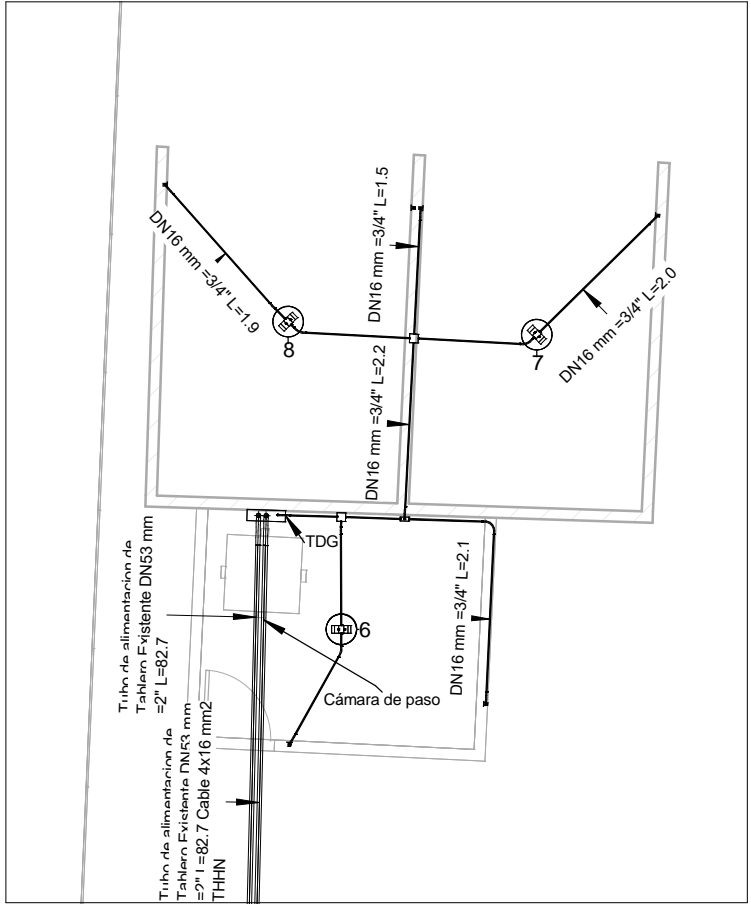 DN16 mm =3/4" L=1.5
DN16 mm =3/4" L=1.9
8
7
DN16 mm =3/4" L=2.0
DN16 mm =3/4" L=2.2
TDG
Tubo de alimentacion de
Tablero Existente DN53 mm
=2" L=82.7
6
DN16 mm =3/4" L=2.1
Cámara de paso
Tubo de alimentacion de
Tablero Existente DN53 mm
=2" L=82.7 Cable 4x16 mm2
THHN